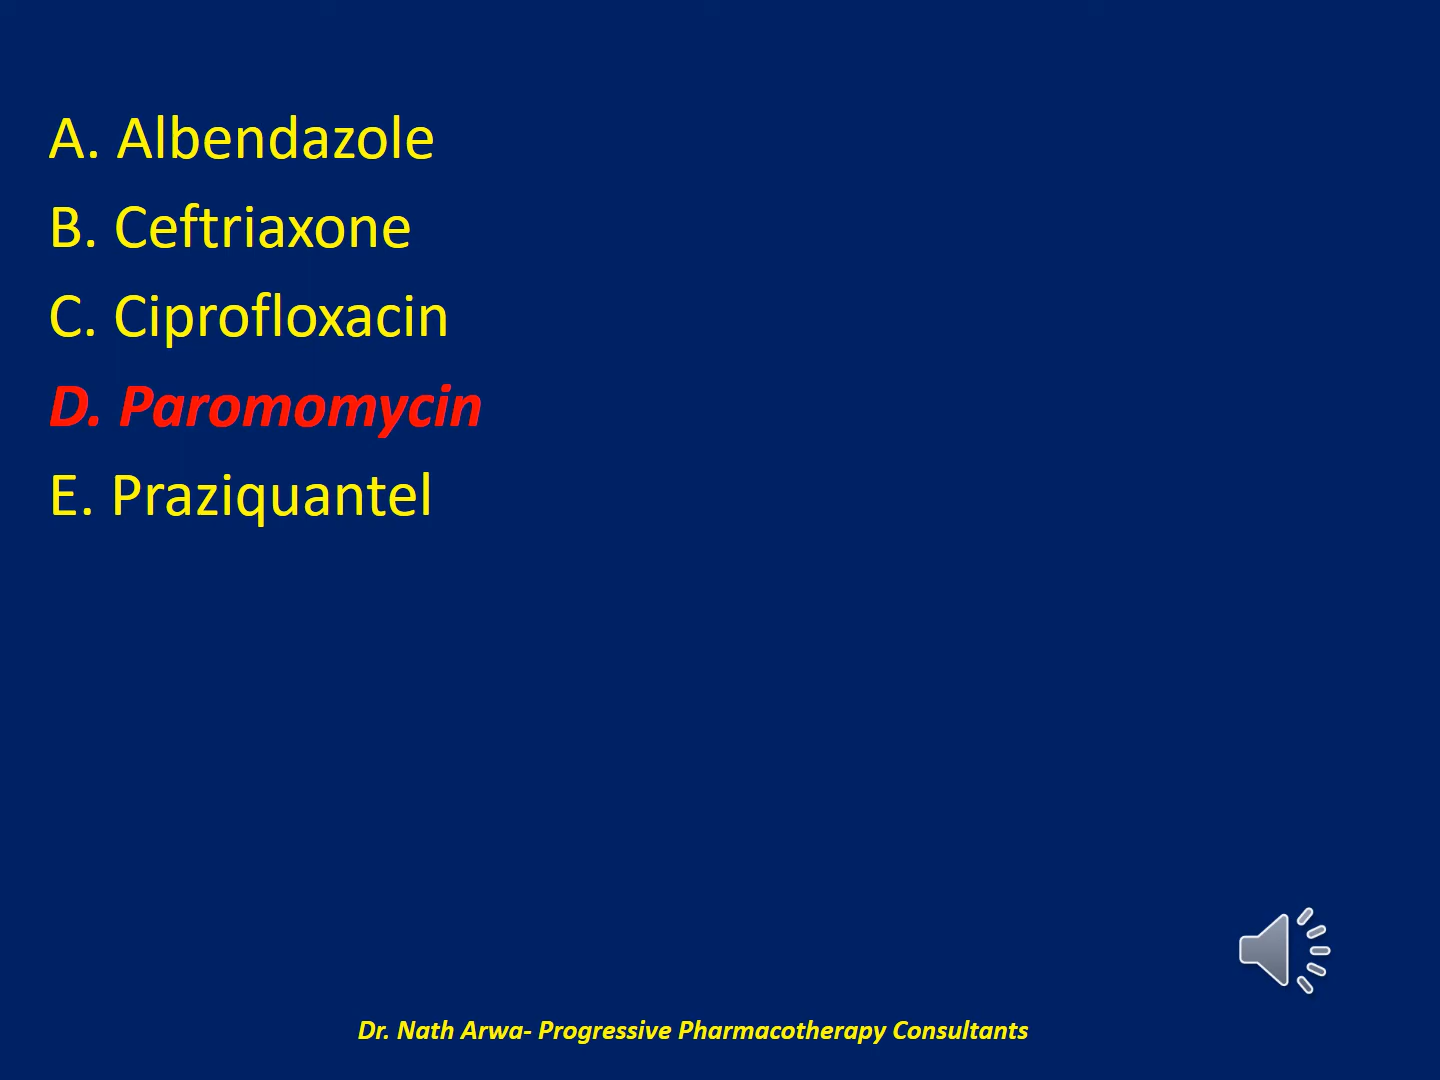 A. Albendazole
B. Ceftriaxone
C. Ciprofloxacin
D. Paromomycin
E. Praziquantel
Dr. Nath Arwa- Progressive Pharmacotherapy Consultants